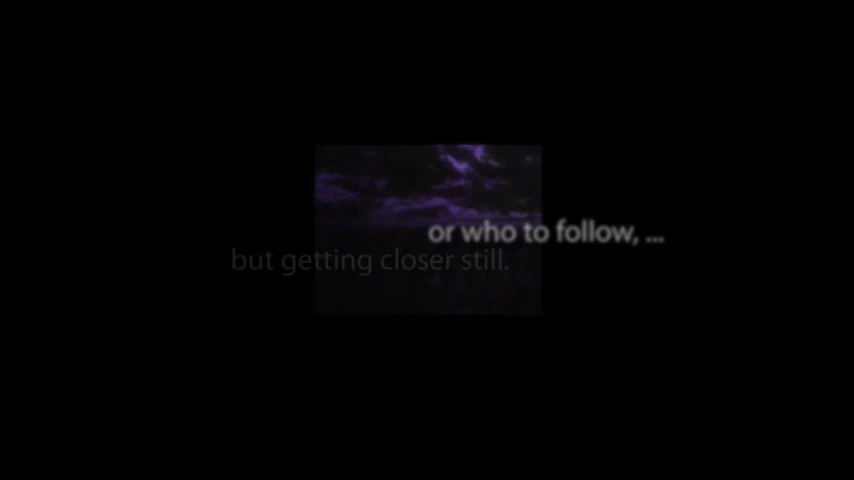 or who to follow, ...
but getting closer still.